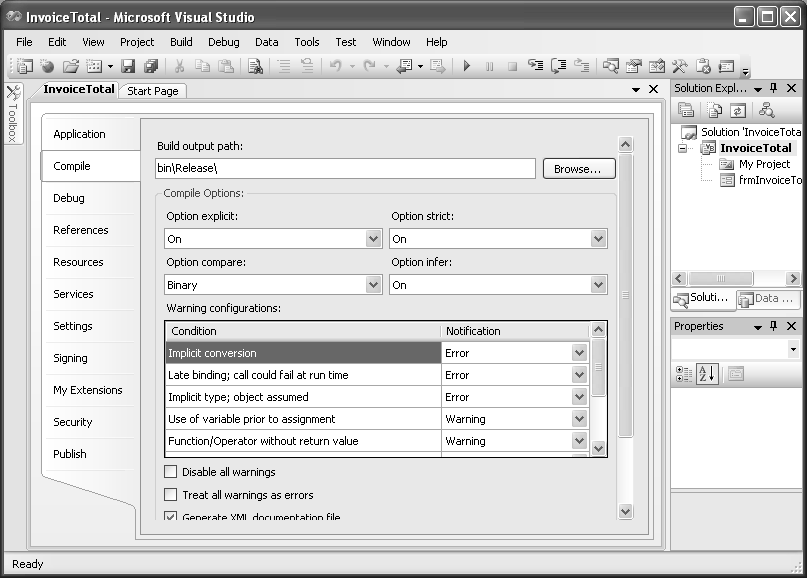 InvoiceTotal - Microsoft Visual Studio
File Edit View Project Build Debug Data Tools Test Window Help
Toolbox
InvoiceTotal Start Page
Application
Compile
Debug
References
Resources
Services
Settings
Signing
My Extensions
Security
Publish
Build output path:
bin\Release\ Browse...
Compile Options:
Option explicit: Option strict:
On On
Option compare: Option infer:
Binary On
Warning configurations:
Condition Notification
Implicit conversion Error
Late binding; call could fail at run time Error
Implicit type; object assumed Error
Use of variable prior to assignment Warning
Function/Operator without return value Warning
Disable all warnings
Treat all warnings as errors
Generate XML documentation file
Solution Expl...
Solution 'InvoiceTota
InvoiceTotal
My Project
frmInvoiceTo
Soluti... Data ...
Properties
Ready